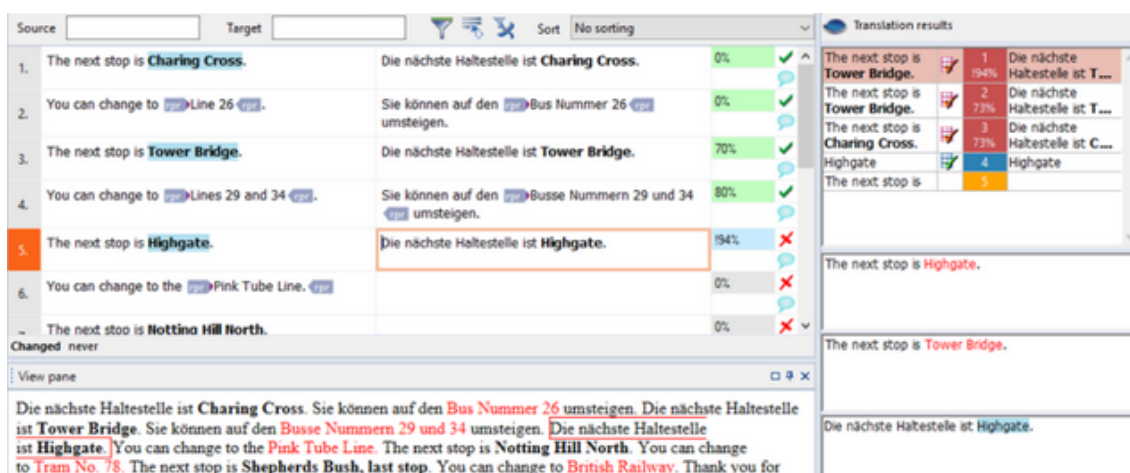 Source Target Sort No sorting
1. The next stop is Charing Cross. Die nächste Haltestelle ist Charing Cross. 0%
2. You can change to rpr Line 26 rpr. Sie können auf den rpr Bus Nummer 26 rpr
umsteigen. 0%
3. The next stop is Tower Bridge. Die nächste Haltestelle ist Tower Bridge. 70%
4. You can change to rpr Lines 29 and 34 rpr. Sie können auf den rpr Busse Nummern 29 und 34
rpr umsteigen. 80%
5. The next stop is Highgate. Die nächste Haltestelle ist Highgate. !94%
6. You can change to the rpr Pink Tube Line. rpr 0%
The next stop is Notting Hill North. 0%
Changed never
View pane
Die nächste Haltestelle ist Charing Cross. Sie können auf den Bus Nummer 26 umsteigen. Die nächste Haltestelle
ist Tower Bridge. Sie können auf den Busse Nummern 29 und 34 umsteigen. Die nächste Haltestelle
ist Highgate. You can change to the Pink Tube Line. The next stop is Notting Hill North. You can change
to Tram No. 78. The next stop is Shepherds Bush, last stop. You can change to British Railway. Thank you for
Translation results
The next stop is 1 Die nächste
Tower Bridge. !94% Haltestelle ist T...
The next stop is 2 Die nächste
Tower Bridge. 73% Haltestelle ist T...
The next stop is 3 Die nächste
Charing Cross. 73% Haltestelle ist C...
Highgate 4 Highgate
The next stop is 5
The next stop is Highgate.
The next stop is Tower Bridge.
Die nächste Haltestelle ist Highgate.